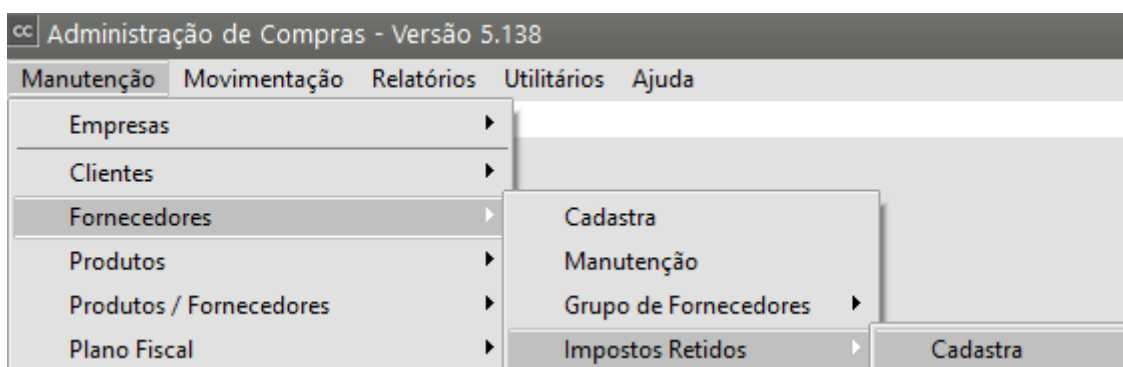 cc Administração de Compras - Versão 5.138
Manutenção Movimentação Relatórios Utilitários Ajuda
Empresas
Clientes
Fornecedores Cadastra
Produtos Manutenção
Produtos / Fornecedores Grupo de Fornecedores
Plano Fiscal Impostos Retidos Cadastra